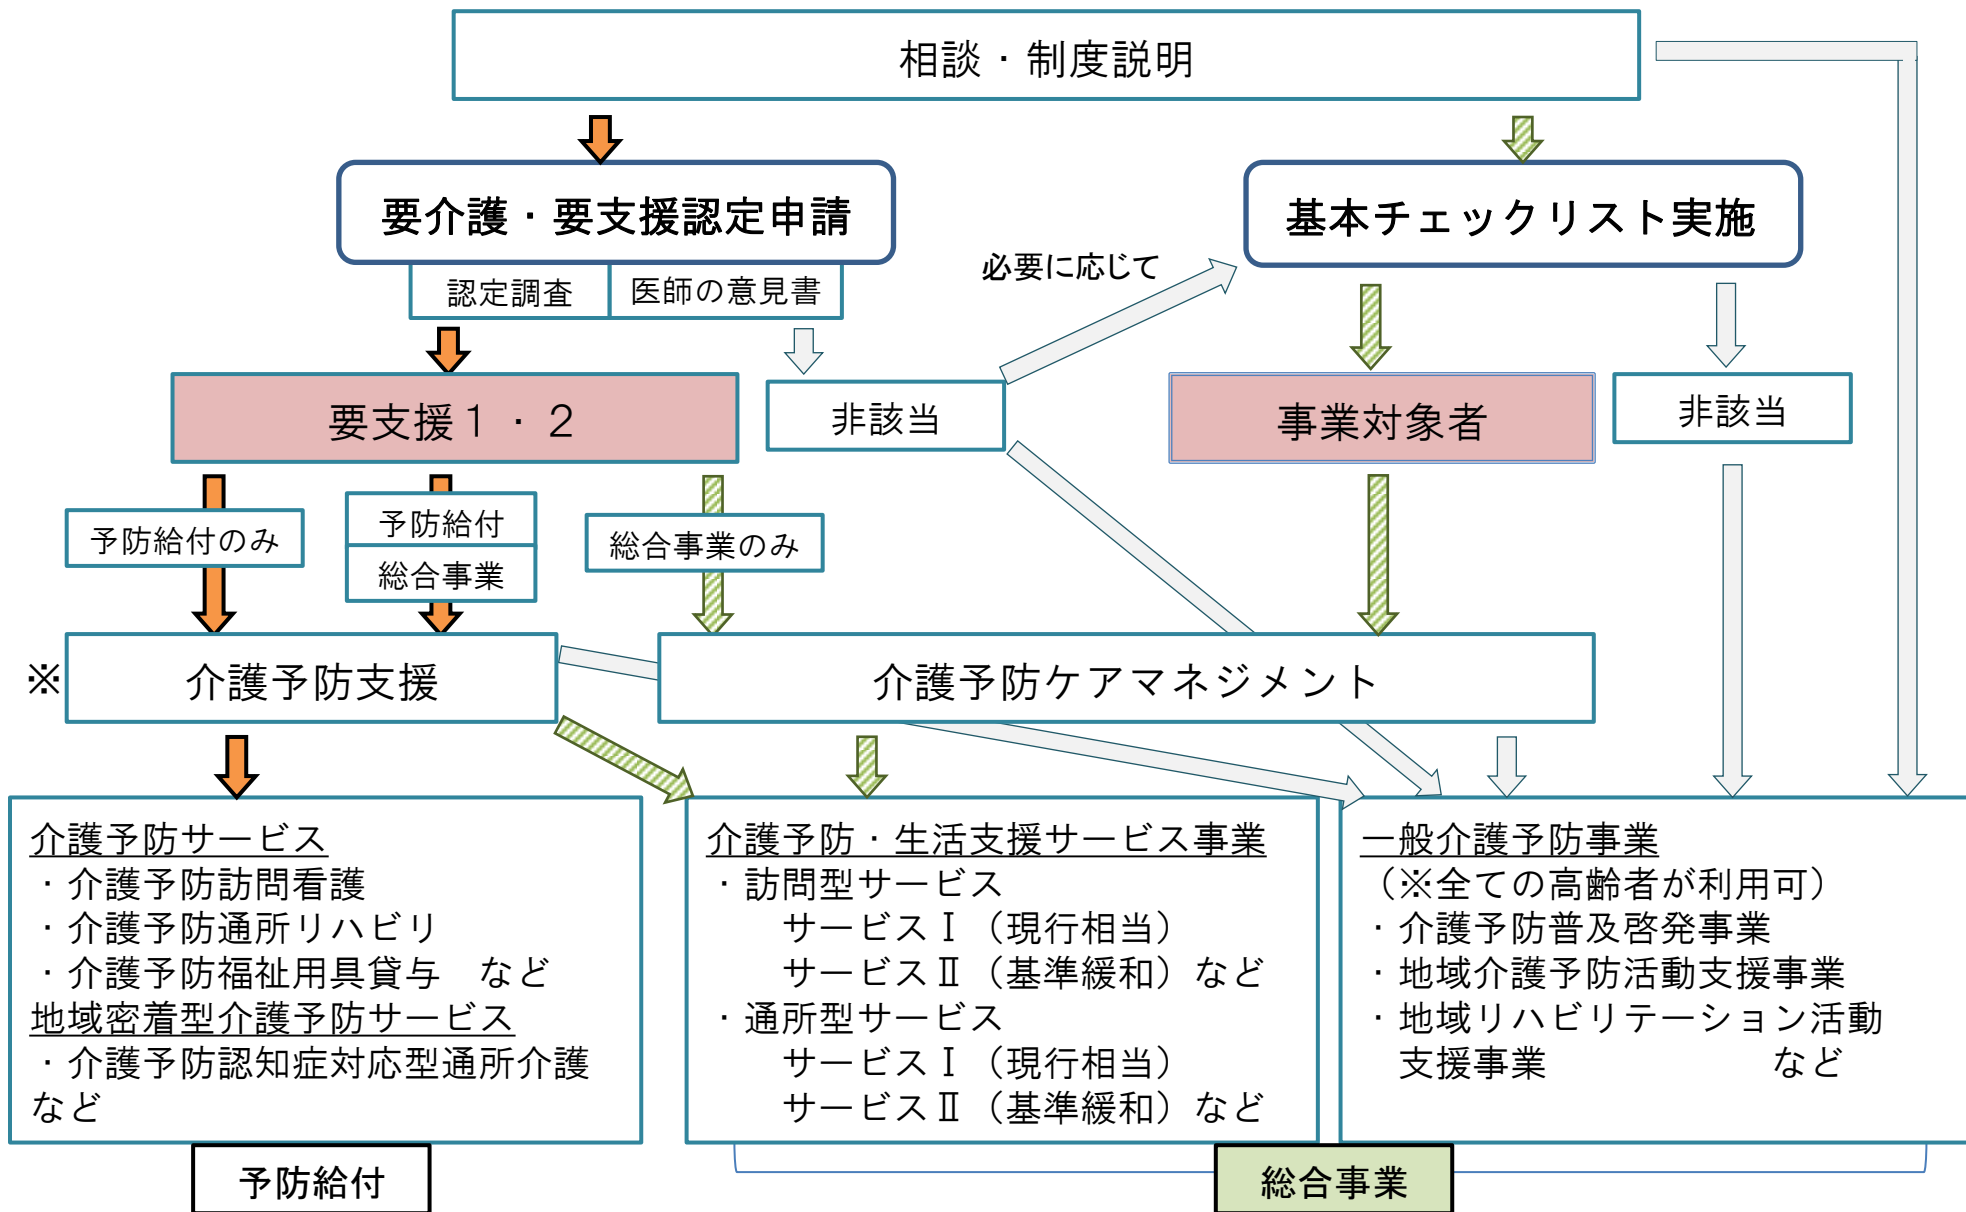 相談・制度説明
要介護・要支援認定申請
基本チェックリスト実施
認定調査
医師の意見書
必要に応じて
要支援１・２
非該当
事業対象者
非該当
予防給付のみ
予防給付
総合事業
総合事業のみ
※
介護予防支援
介護予防ケアマネジメント
介護予防サービス
・介護予防訪問看護
・介護予防通所リハビリ
・介護予防福祉用具貸与　など
地域密着型介護予防サービス
・介護予防認知症対応型通所介護
など
介護予防・生活支援サービス事業
・訪問型サービス
サービスⅠ（現行相当）
サービスⅡ（基準緩和）など
・通所型サービス
サービスⅠ（現行相当）
サービスⅡ（基準緩和）など
一般介護予防事業
（※全ての高齢者が利用可）
・介護予防普及啓発事業
・地域介護予防活動支援事業
・地域リハビリテーション活動
支援事業　　　　　　など
予防給付
総合事業